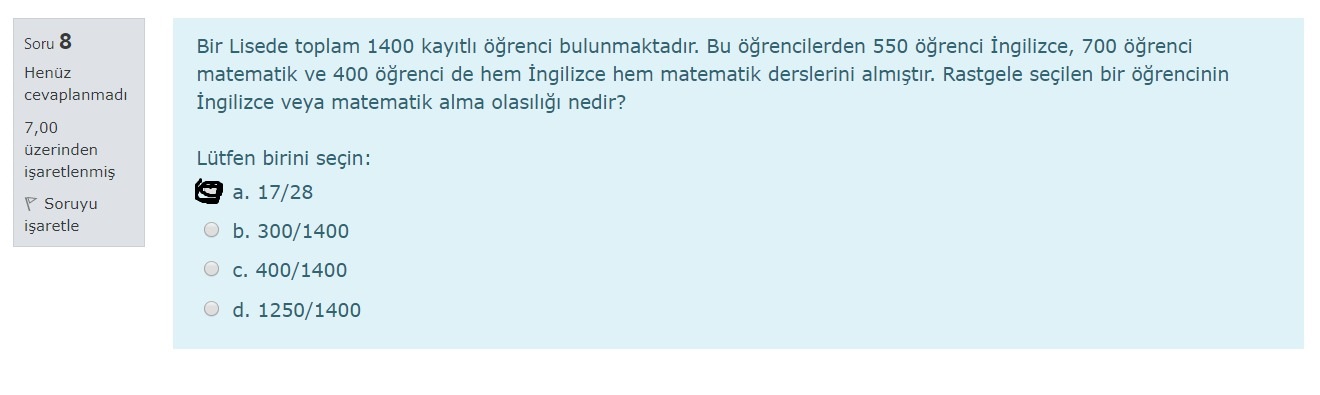 Soru 8
Henüz
cevaplanmadı
7,00
üzerinden
işaretlenmiş
Soruyu
işaretle
Bir Lisede toplam 1400 kayıtlı öğrenci bulunmaktadır. Bu öğrencilerden 550 öğrenci İngilizce, 700 öğrenci
matematik ve 400 öğrenci de hem İngilizce hem matematik derslerini almıştır. Rastgele seçilen bir öğrencinin
İngilizce veya matematik alma olasılığı nedir?
Lütfen birini seçin:
a. 17/28
b. 300/1400
c. 400/1400
d. 1250/1400